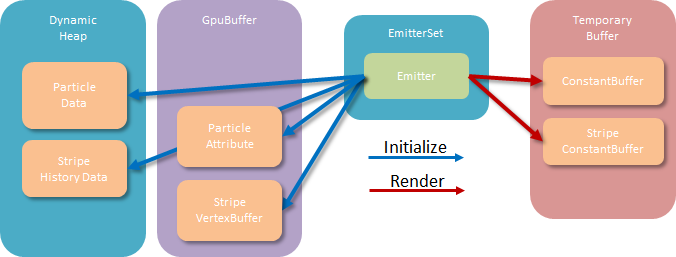 Dynamic
Heap
Particle
Data
Stripe
History Data
GpuBuffer
Particle
Attribute
Stripe
VertexBuffer
EmitterSet
Emitter
Initialize
Render
Temporary
Buffer
ConstantBuffer
Stripe
ConstantBuffer